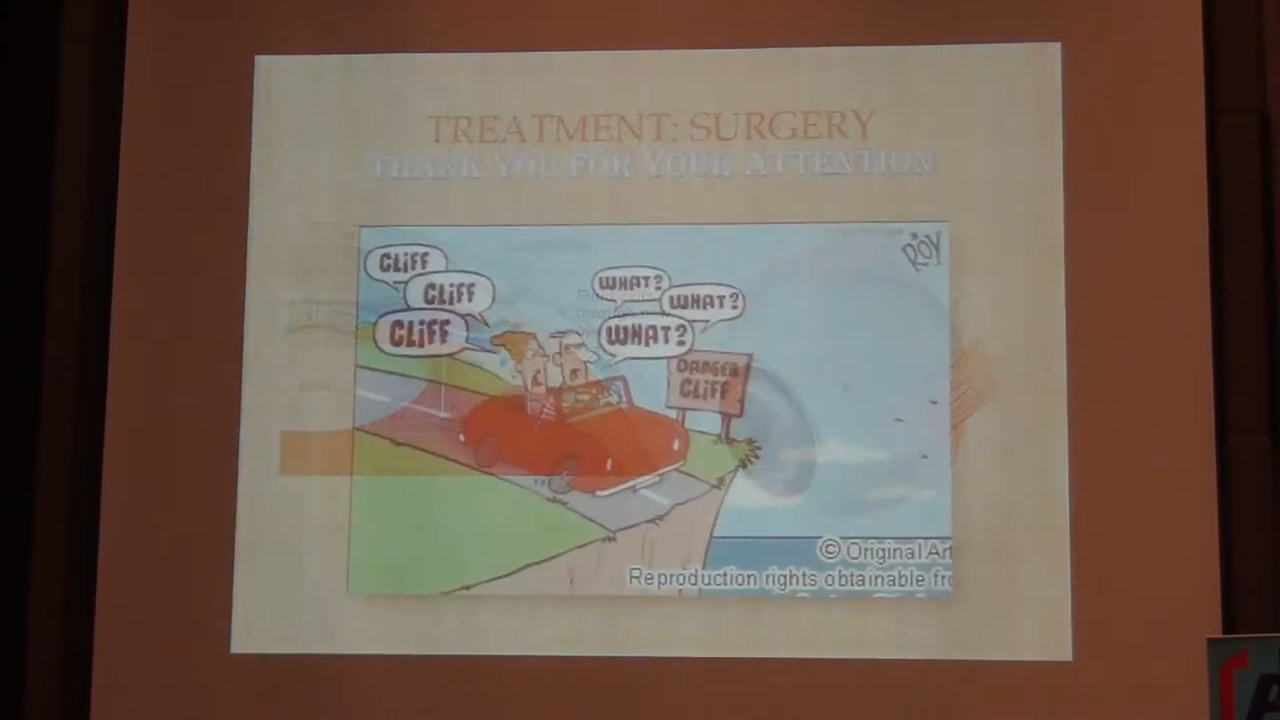 TREATMENT: SURGERY
THANK YOU FOR YOUR ATTENTION
ROY
CLIFF
CLIFF
CLIFF
WHAT?
WHAT?
WHAT?
DANGER
CLIFF
© Original Art
Reproduction rights obtainable fro